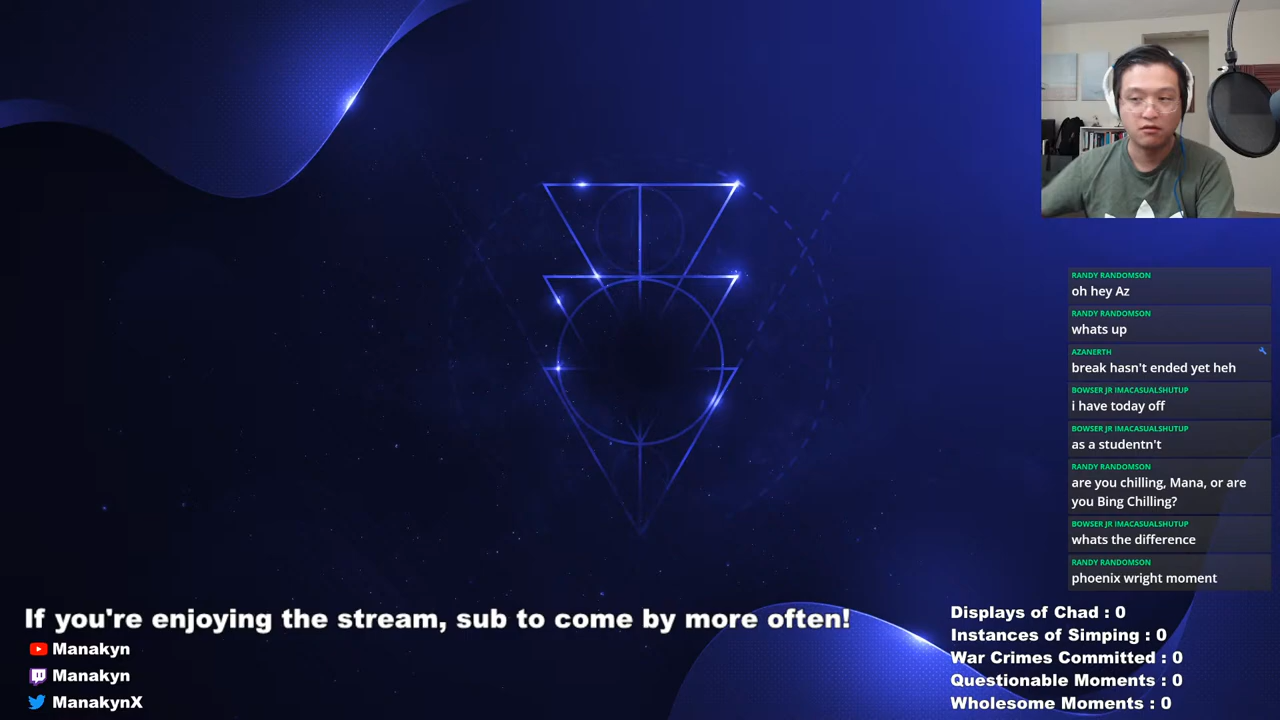 RANDY RANDOMSON
oh hey Az
RANDY RANDOMSON
whats up
AZANERTH
break hasn't ended yet heh
BOWSER JR IMACASUALSHUTUP
i have today off
BOWSER JR IMACASUALSHUTUP
as a studentn't
RANDY RANDOMSON
are you chilling, Mana, or are
you Bing Chilling?
BOWSER JR IMACASUALSHUTUP
whats the difference
RANDY RANDOMSON
phoenix wright moment
If you're enjoying the stream, sub to come by more often!
Manakyn
Manakyn
ManakynX
Displays of Chad : 0
Instances of Simping : 0
War Crimes Committed : 0
Questionable Moments : 0
Wholesome Moments : 0